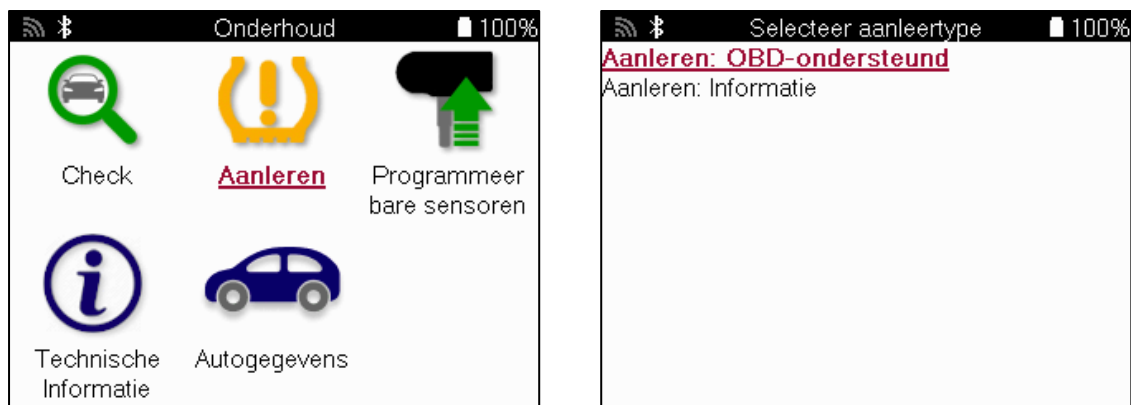 Onderhoud 100%
Check
Aanleren
Programmeer
bare sensoren
Technische
Informatie
Autogegevens
Selecteer aanleertype 100%
Aanleren: OBD-ondersteund
Aanleren: Informatie